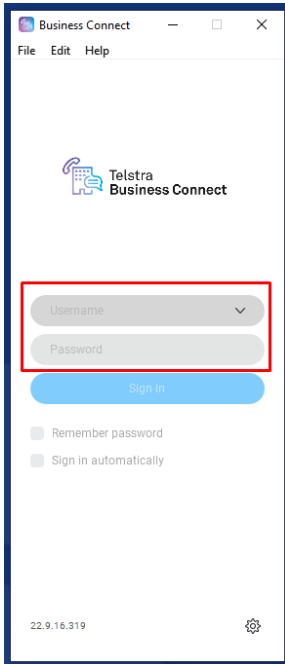 Business Connect
File Edit Help
Telstra
Business Connect
Username
Password
Sign In
Remember password
Sign in automatically
22.9.16.319